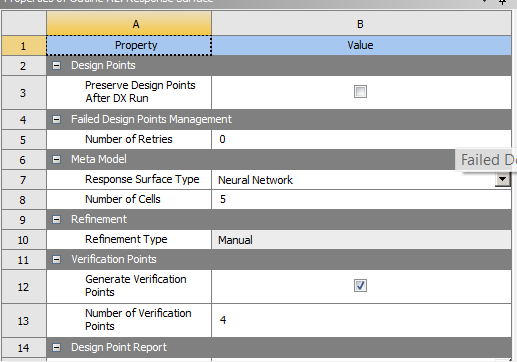 Properties of Outline A2: Response Surface
A B
1 Property Value
2 Design Points
3 Preserve Design Points
After DX Run
4 Failed Design Points Management
5 Number of Retries 0
6 Meta Model
Failed De
7 Response Surface Type Neural Network
8 Number of Cells 5
9 Refinement
10 Refinement Type Manual
11 Verification Points
12 Generate Verification
Points
13 Number of Verification
Points 4
14 Design Point Report